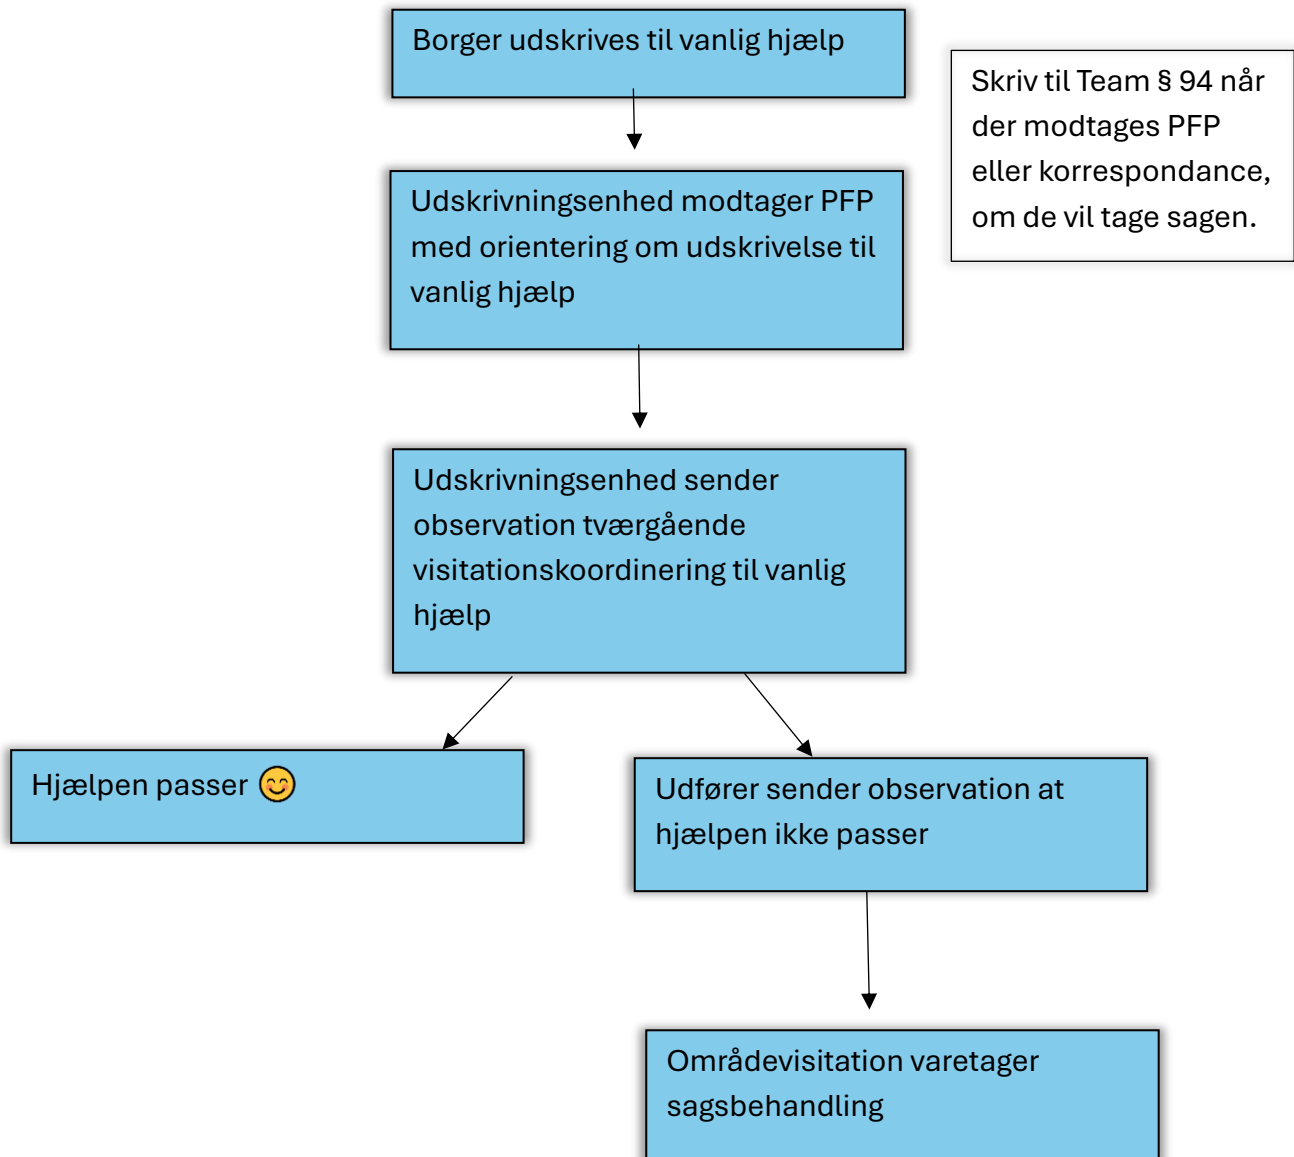 Borger udskrives til vanlig hjælp
Skriv til Team § 94 når
der modtages PFP
eller korrespondance,
om de vil tage sagen.
Udskrivningsenhed modtager PFP
med orientering om udskrivelse til
vanlig hjælp
Udskrivningsenhed sender
observation tværgående
visitationskoordinering til vanlig
hjælp
Hjælpen passer 😊
Udfører sender observation at
hjælpen ikke passer
Områdevisitation varetager
sagsbehandling